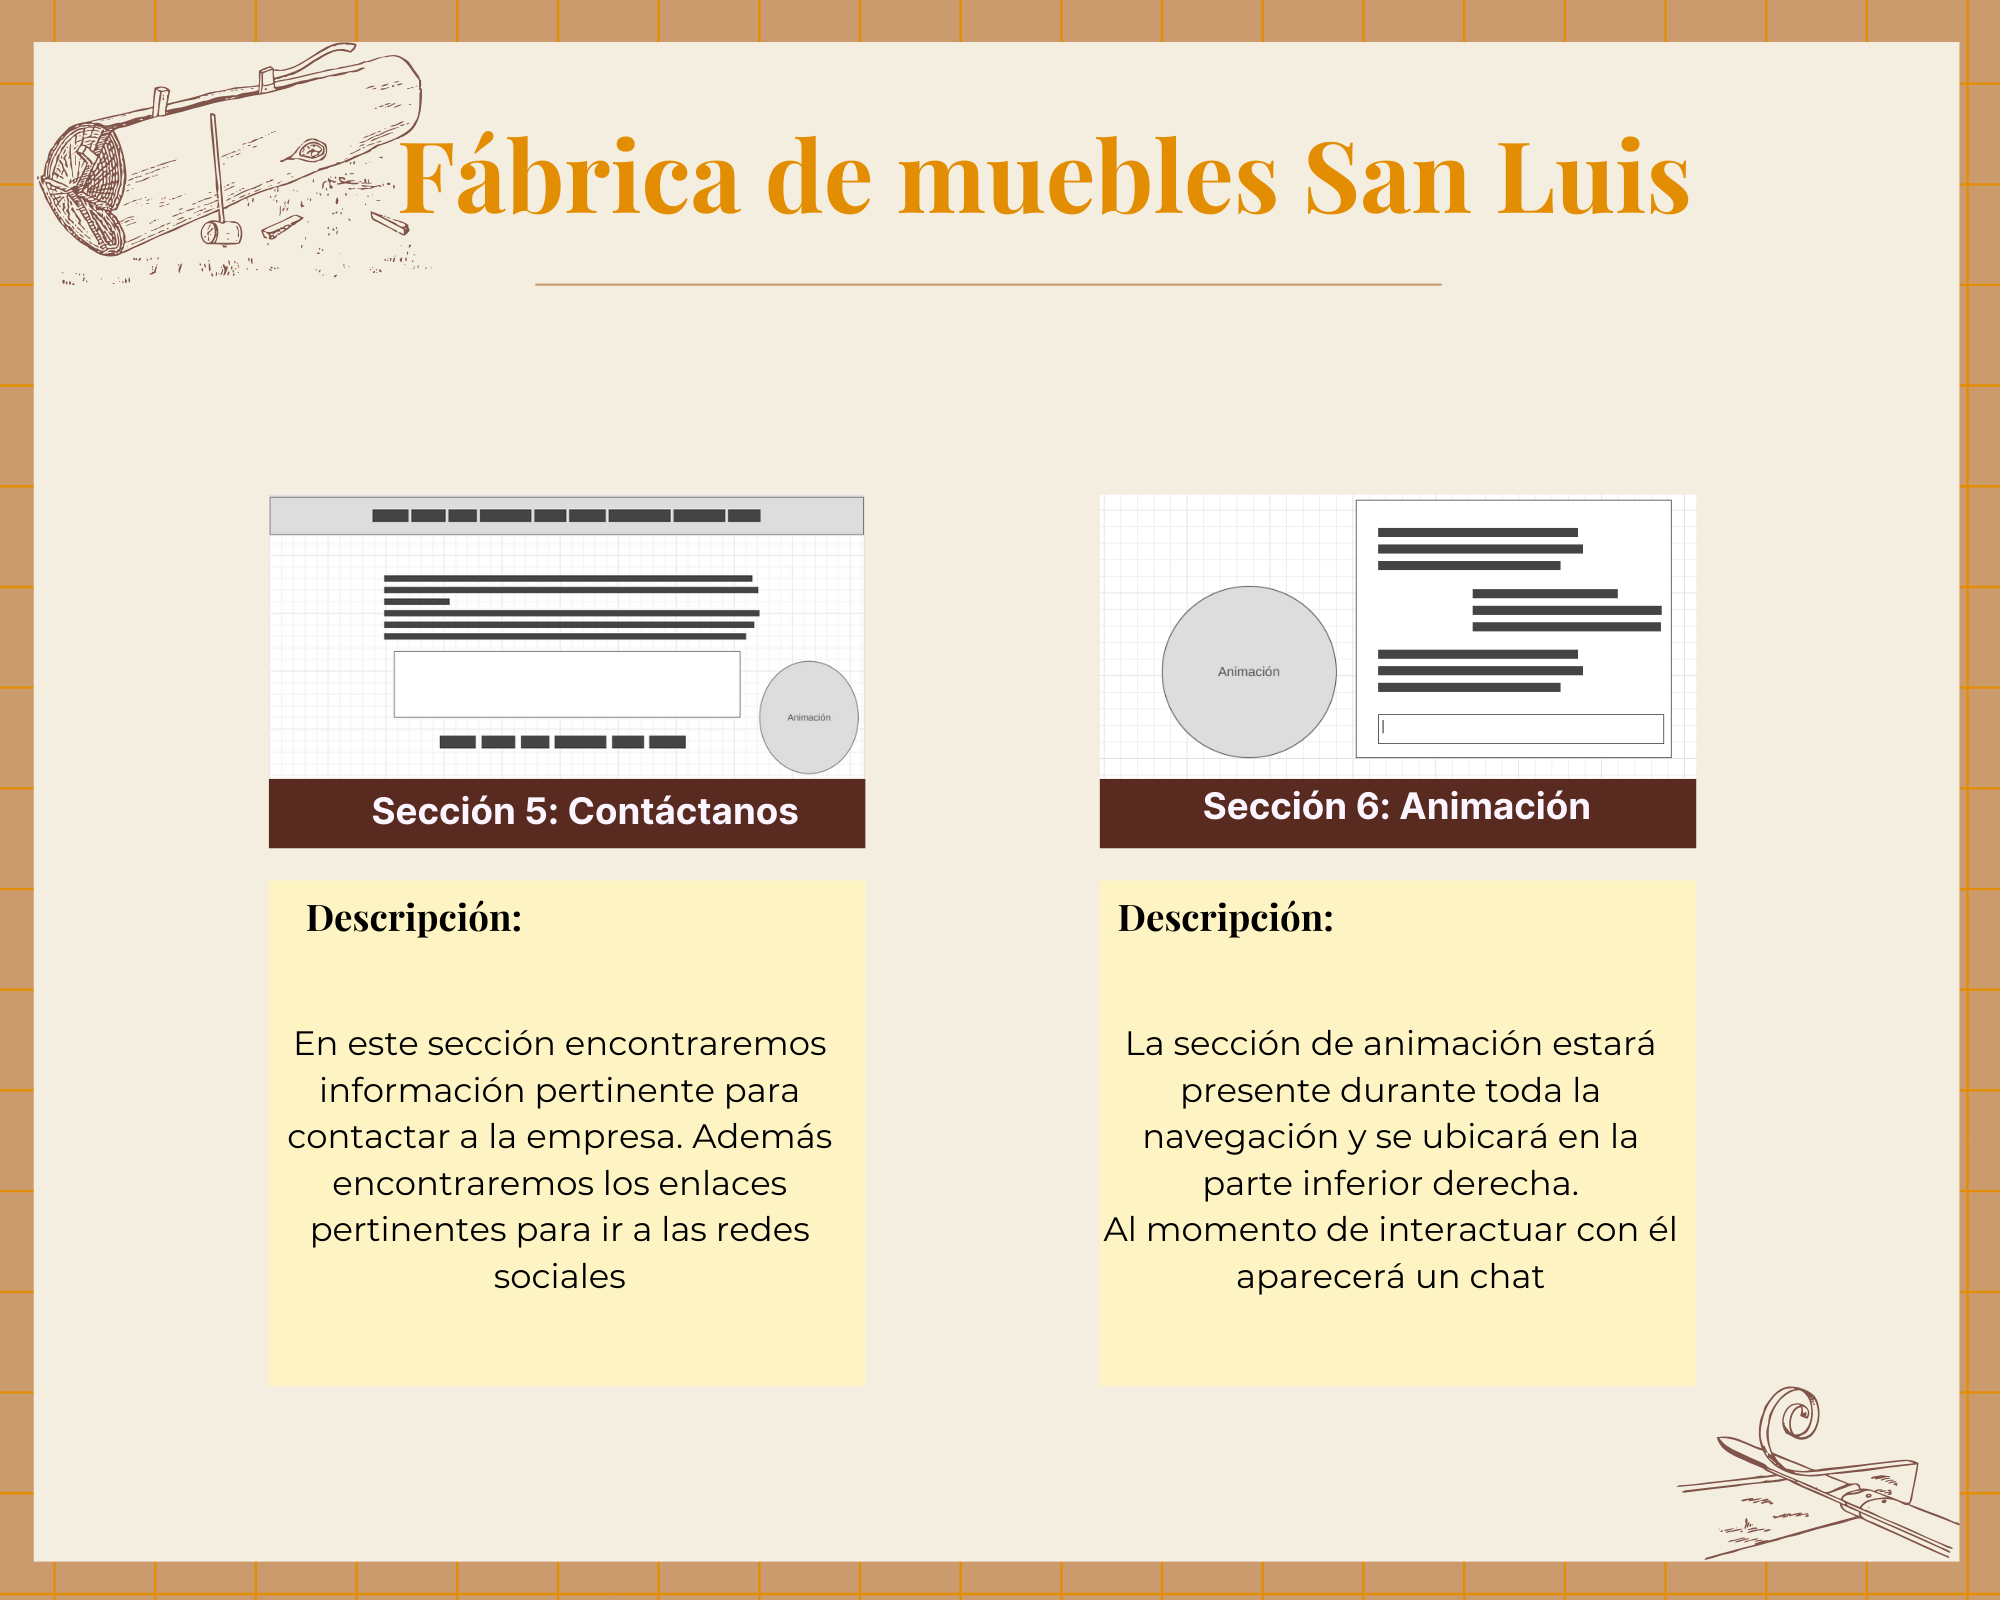 Fábrica de muebles San Luis
Animación
Sección 5: Contáctanos
Descripción:
En este sección encontraremos
información pertinente para
contactar a la empresa. Además
encontraremos los enlaces
pertinentes para ir a las redes
sociales
Animación
Sección 6: Animación
Descripción:
La sección de animación estará
presente durante toda la
navegación y se ubicará en la
parte inferior derecha.
Al momento de interactuar con él
aparecerá un chat